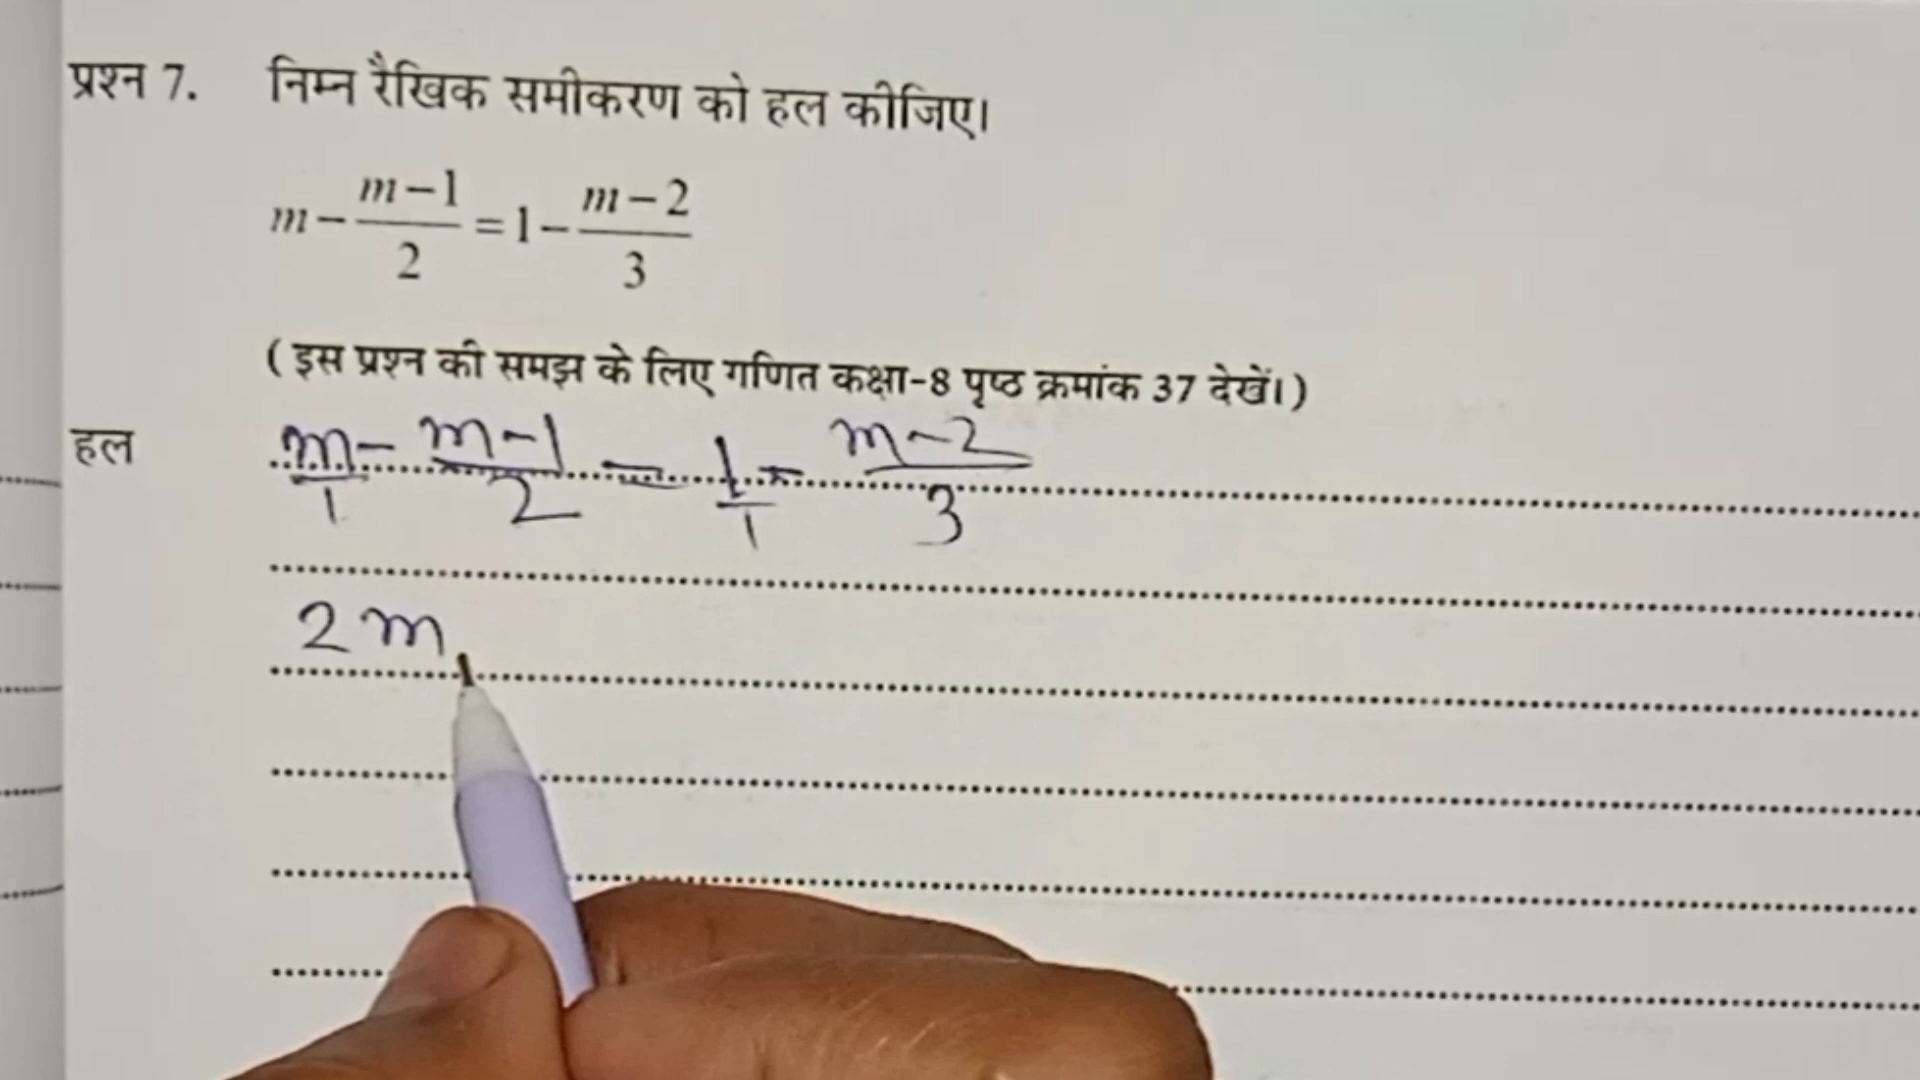 प्रश्न 7. निम्न रैखिक समीकरण को हल कीजिए।
m - (m-1)/2 = 1 - (m-2)/3
( इस प्रश्न की समझ के लिए गणित कक्षा-8 पृष्ठ क्रमांक 37 देखें।)
हल m/1 - (m-1)/2 = 1/1 - (m-2)/3
2m